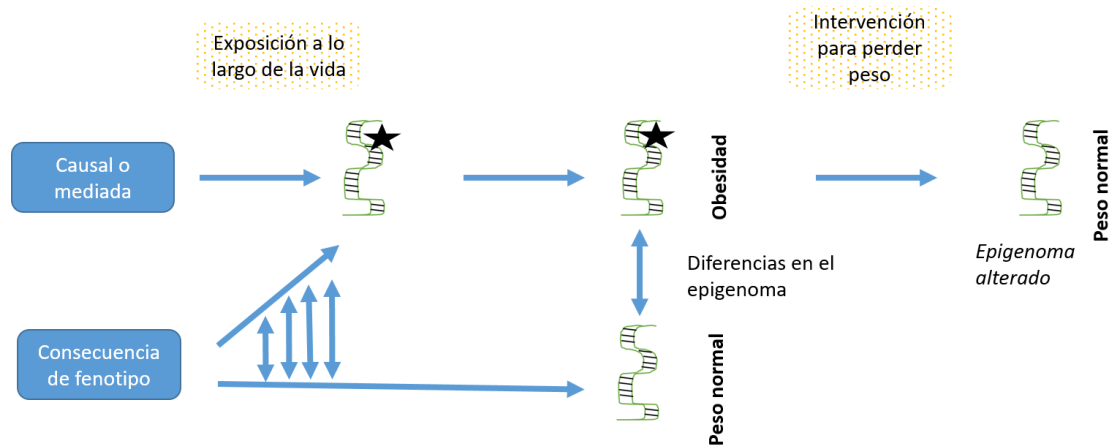 Exposición a lo
largo de la vida
Intervención
para perder
peso
Causal o
mediada
Obesidad
Peso normal
Epigenoma
alterado
Diferencias en el
epigenoma
Consecuencia
de fenotipo
Peso normal